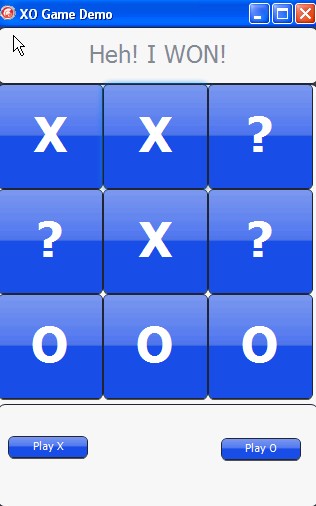 XO Game Demo
Heh! I WON!
X X ?
? X ?
O O O
Play X Play O